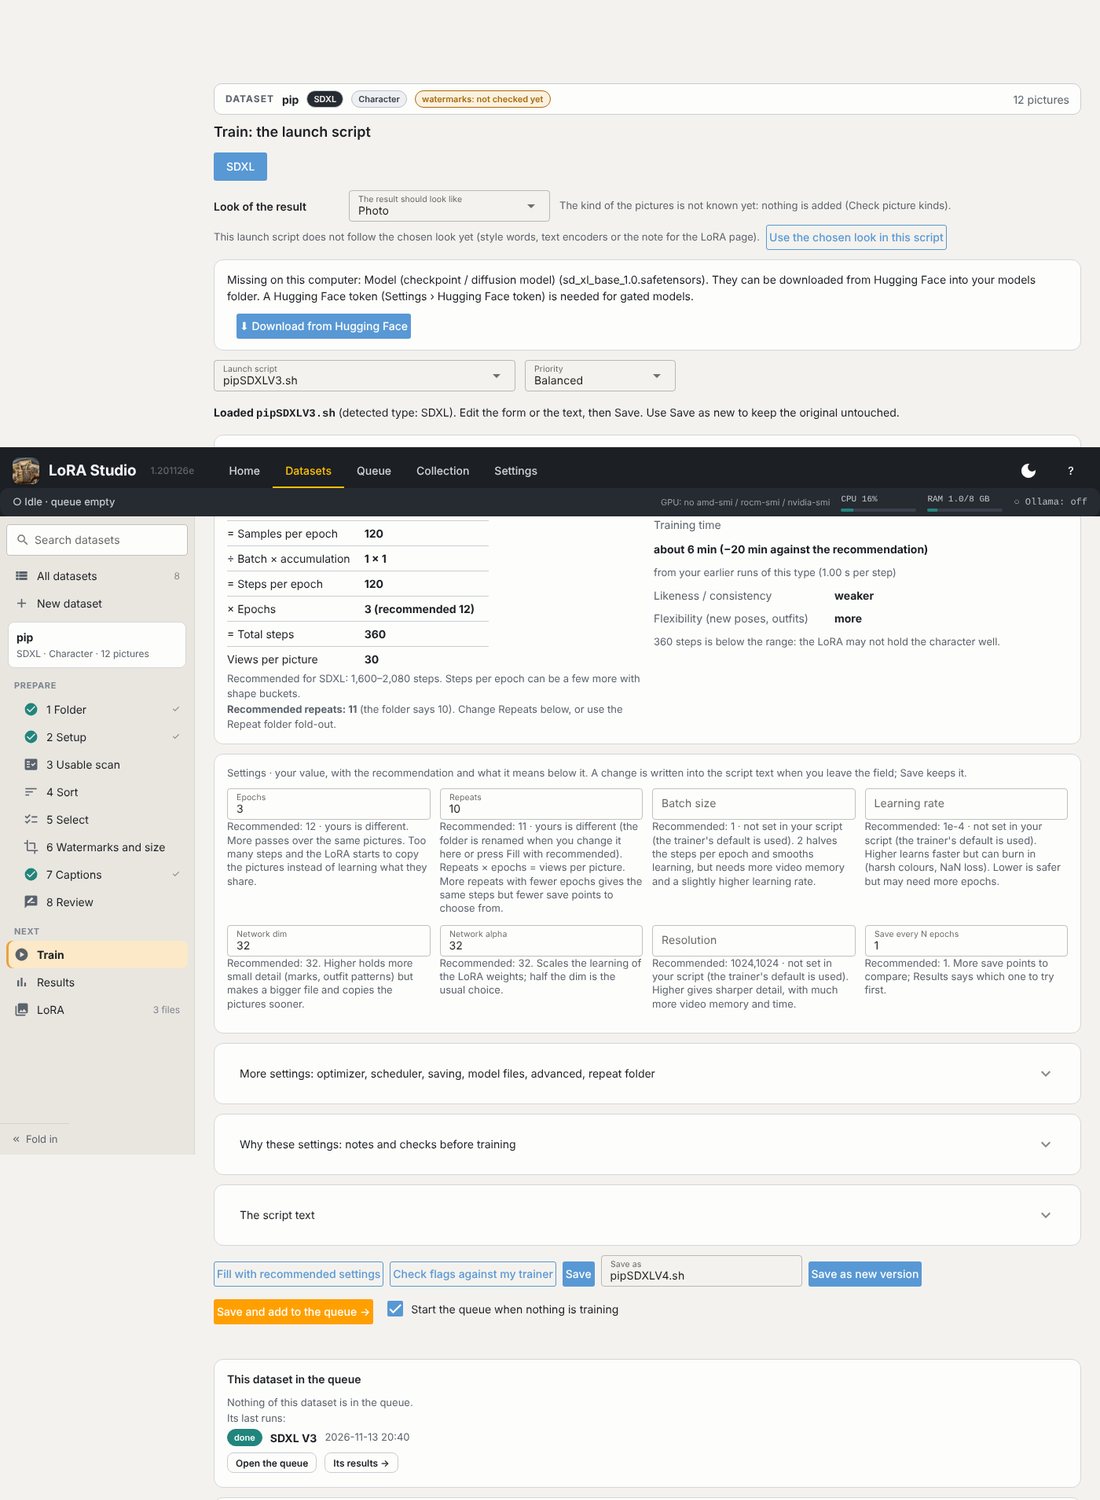 DATASET pip SDXL Character watermarks: not checked yet 12 pictures
Train: the launch script
SDXL
Look of the result
The result should look like
Photo
The kind of the pictures is not known yet: nothing is added (Check picture kinds).
This launch script does not follow the chosen look yet (style words, text encoders or the note for the LoRA page). Use the chosen look in this script
Missing on this computer: Model (checkpoint / diffusion model) (sd_xl_base_1.0.safetensors). They can be downloaded from Hugging Face into your models
folder. A Hugging Face token (Settings › Hugging Face token) is needed for gated models.
⬇ Download from Hugging Face
Launch script
pipSDXLV3.sh
Priority
Balanced
Loaded pipSDXLV3.sh (detected type: SDXL). Edit the form or the text, then Save. Use Save as new to keep the original untouched.
LoRA Studio 1.201126e Home Datasets Queue Collection Settings ?
Idle · queue empty GPU: no amd-smi / rocm-smi / nvidia-smi CPU 16% RAM 1.0/8 GB ○ Ollama: off
Search datasets
All datasets 8
New dataset
pip
SDXL · Character · 12 pictures
PREPARE
1 Folder
2 Setup
3 Usable scan
4 Sort
5 Select
6 Watermarks and size
7 Captions
8 Review
NEXT
Train
Results
LoRA 3 files
« Fold in
= Samples per epoch 120
÷ Batch × accumulation 1 × 1
= Steps per epoch 120
× Epochs 3 (recommended 12)
= Total steps 360
Views per picture 30
Recommended for SDXL: 1,600–2,080 steps. Steps per epoch can be a few more with
shape buckets.
Recommended repeats: 11 (the folder says 10). Change Repeats below, or use the
Repeat folder fold-out.
Training time
about 6 min (−20 min against the recommendation)
from your earlier runs of this type (1.00 s per step)
Likeness / consistency weaker
Flexibility (new poses, outfits) more
360 steps is below the range: the LoRA may not hold the character well.
Settings · your value, with the recommendation and what it means below it. A change is written into the script text when you leave the field; Save keeps it.
Epochs
3
Recommended: 12 · yours is different.
More passes over the same pictures. Too
many steps and the LoRA starts to copy
the pictures instead of learning what they
share.
Repeats
10
Recommended: 11 · yours is different (the
folder is renamed when you change it
here or press Fill with recommended).
Repeats × epochs = views per picture.
More repeats with fewer epochs gives the
same steps but fewer save points to
choose from.
Batch size
Recommended: 1 · not set in your script
(the trainer's default is used). 2 halves
the steps per epoch and smooths
learning, but needs more video memory
and a slightly higher learning rate.
Learning rate
Recommended: 1e-4 · not set in your
script (the trainer's default is used).
Higher learns faster but can burn in
(harsh colours, NaN loss). Lower is safer
but may need more epochs.
Network dim
32
Recommended: 32. Higher holds more
small detail (marks, outfit patterns) but
makes a bigger file and copies the
pictures sooner.
Network alpha
32
Recommended: 32. Scales the learning of
the LoRA weights; half the dim is the
usual choice.
Resolution
Recommended: 1024,1024 · not set in
your script (the trainer's default is used).
Higher gives sharper detail, with much
more video memory and time.
Save every N epochs
1
Recommended: 1. More save points to
compare; Results says which one to try
first.
More settings: optimizer, scheduler, saving, model files, advanced, repeat folder
Why these settings: notes and checks before training
The script text
Fill with recommended settings Check flags against my trainer Save
Save as
pipSDXLV4.sh
Save as new version
Save and add to the queue → Start the queue when nothing is training
This dataset in the queue
Nothing of this dataset is in the queue.
Its last runs:
done SDXL V3 2026-11-13 20:40
Open the queue Its results →